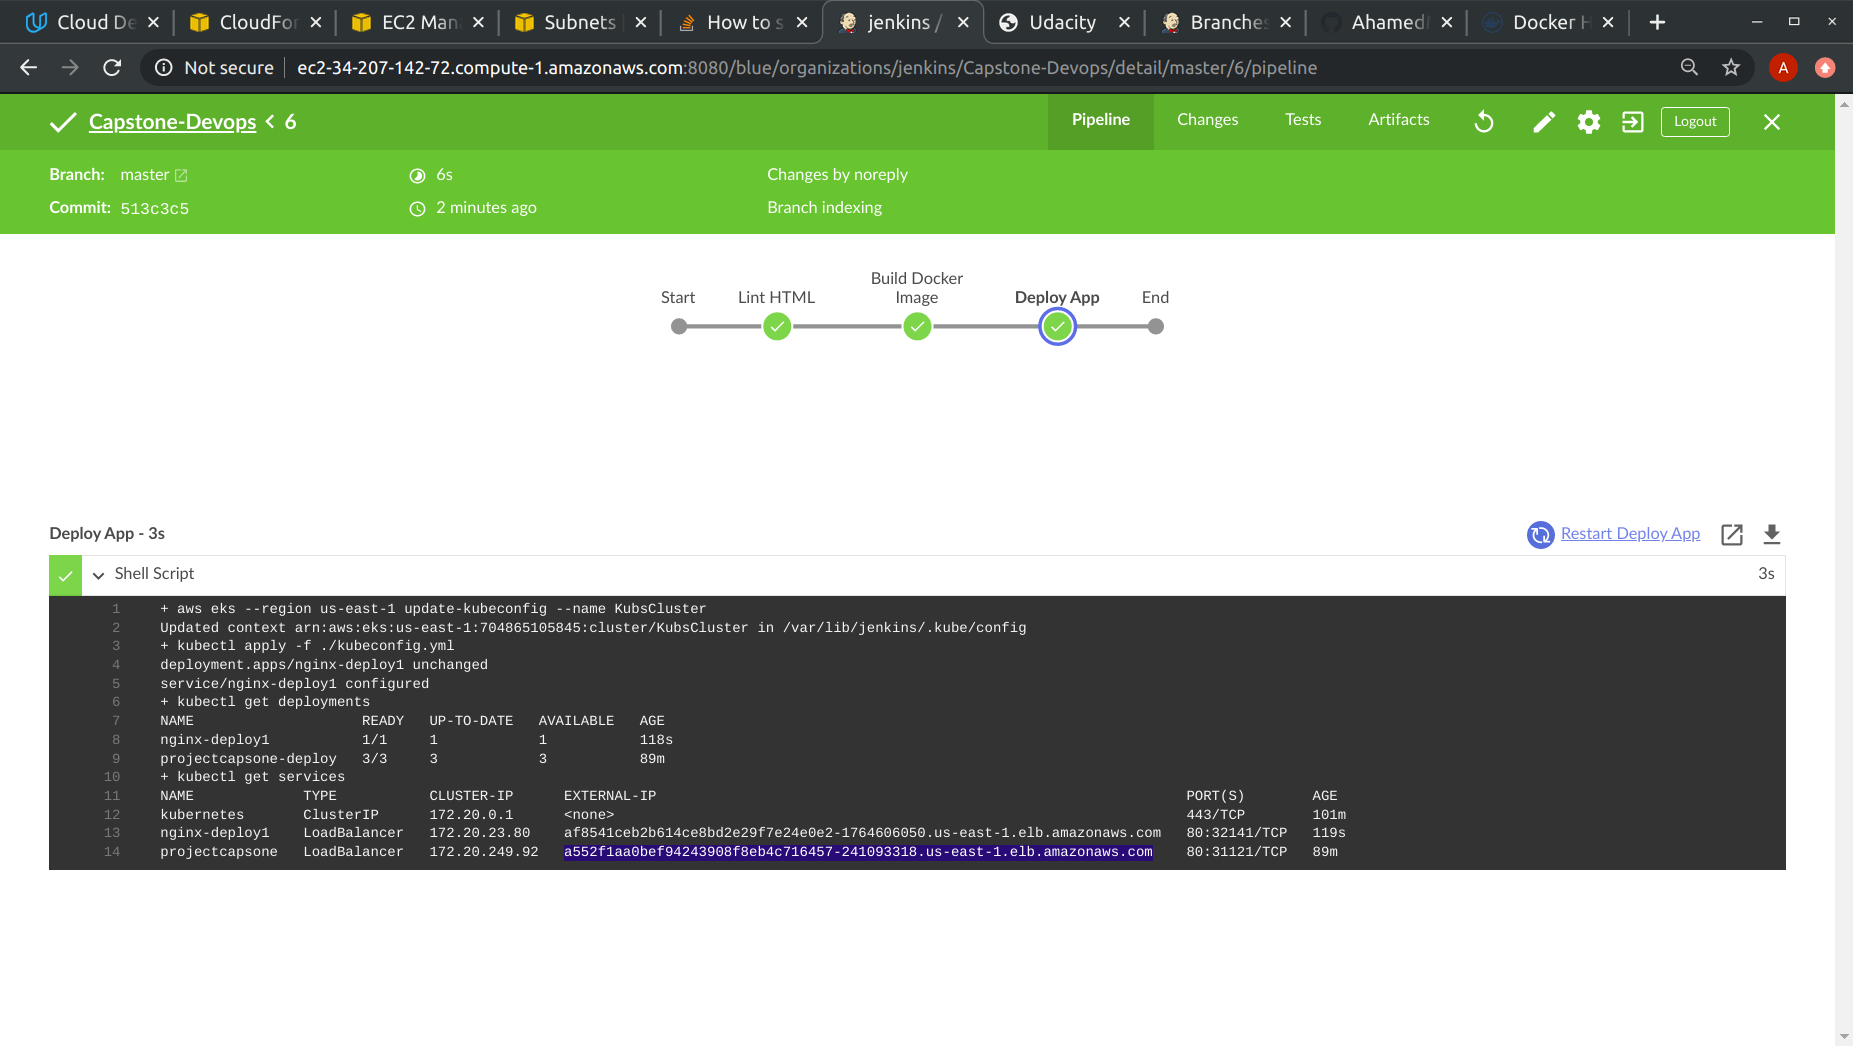 Cloud De
CloudFor
EC2 Man
Subnets
How to s
jenkins /
Udacity
Branches
Ahamed
Docker H
Not secure
ec2-34-207-142-72.compute-1.amazonaws.com:8080/blue/organizations/jenkins/Capstone-Devops/detail/master/6/pipeline
A
Capstone-Devops < 6
Pipeline
Changes
Tests
Artifacts
Logout
Branch: master
6s
Changes by noreply
Commit: 513c3c5
2 minutes ago
Branch indexing
Start
Lint HTML
Build Docker
Image
Deploy App
End
Deploy App - 3s
Restart Deploy App
Shell Script
3s
1 + aws eks --region us-east-1 update-kubeconfig --name KubsCluster
2 Updated context arn:aws:eks:us-east-1:704865105845:cluster/KubsCluster in /var/lib/jenkins/.kube/config
3 + kubectl apply -f ./kubeconfig.yml
4 deployment.apps/nginx-deploy1 unchanged
5 service/nginx-deploy1 configured
6 + kubectl get deployments
7 NAME READY UP-TO-DATE AVAILABLE AGE
8 nginx-deploy1 1/1 1 1 118s
9 projectcapsone-deploy 3/3 3 3 89m
10 + kubectl get services
11 NAME TYPE CLUSTER-IP EXTERNAL-IP PORT(S) AGE
12 kubernetes ClusterIP 172.20.0.1 <none> 443/TCP 101m
13 nginx-deploy1 LoadBalancer 172.20.23.80 af8541ceb2b614ce8bd2e29f7e24e0e2-1764606050.us-east-1.elb.amazonaws.com 80:32141/TCP 119s
14 projectcapsone LoadBalancer 172.20.249.92 a552f1aa0bef94243908f8eb4c716457-241093318.us-east-1.elb.amazonaws.com 80:31121/TCP 89m